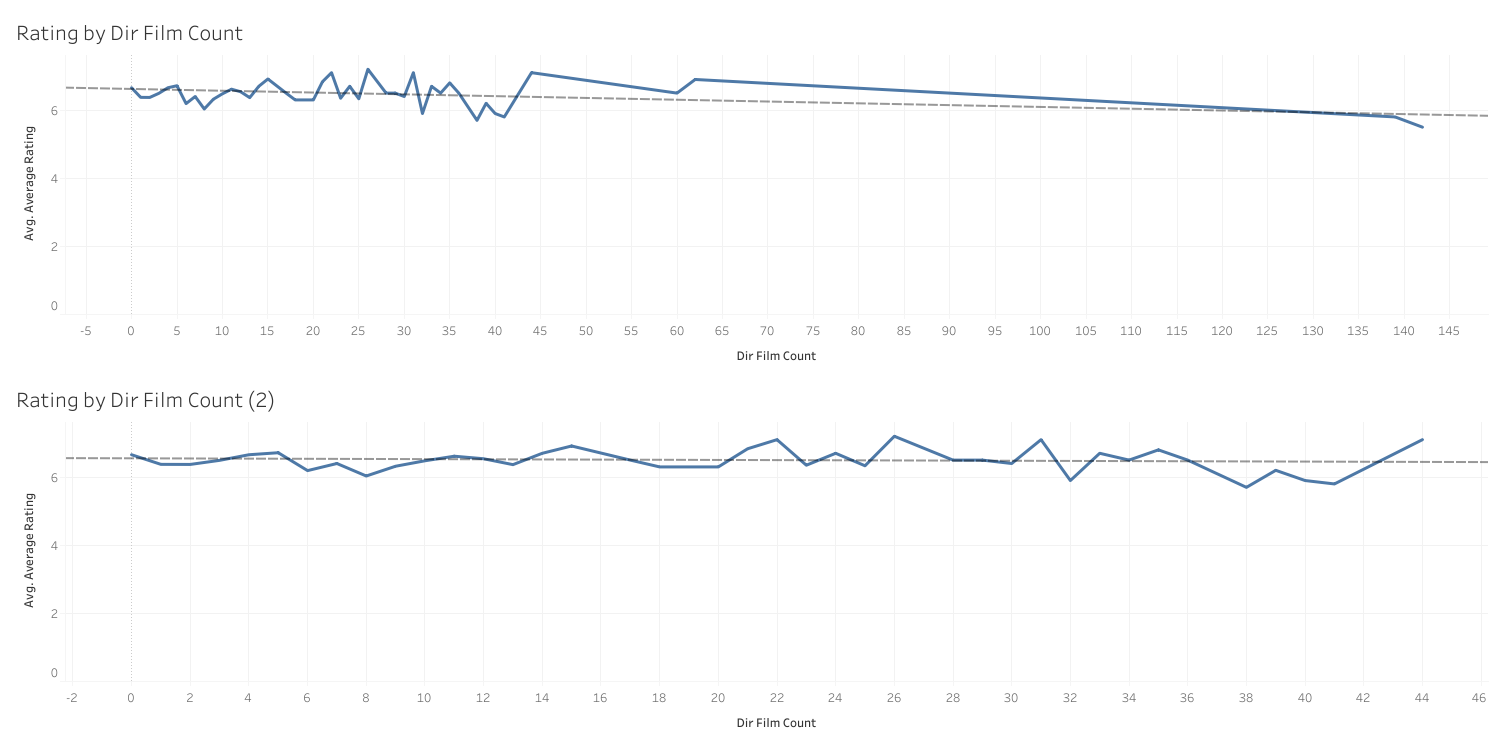 Rating by Dir Film Count
Avg. Average Rating
6
4
2
0
-5 0 5 10 15 20 25 30 35 40 45 50 55 60 65 70 75 80 85 90 95 100 105 110 115 120 125 130 135 140 145
Dir Film Count
Rating by Dir Film Count (2)
Avg. Average Rating
6
4
2
0
-2 0 2 4 6 8 10 12 14 16 18 20 22 24 26 28 30 32 34 36 38 40 42 44 46
Dir Film Count